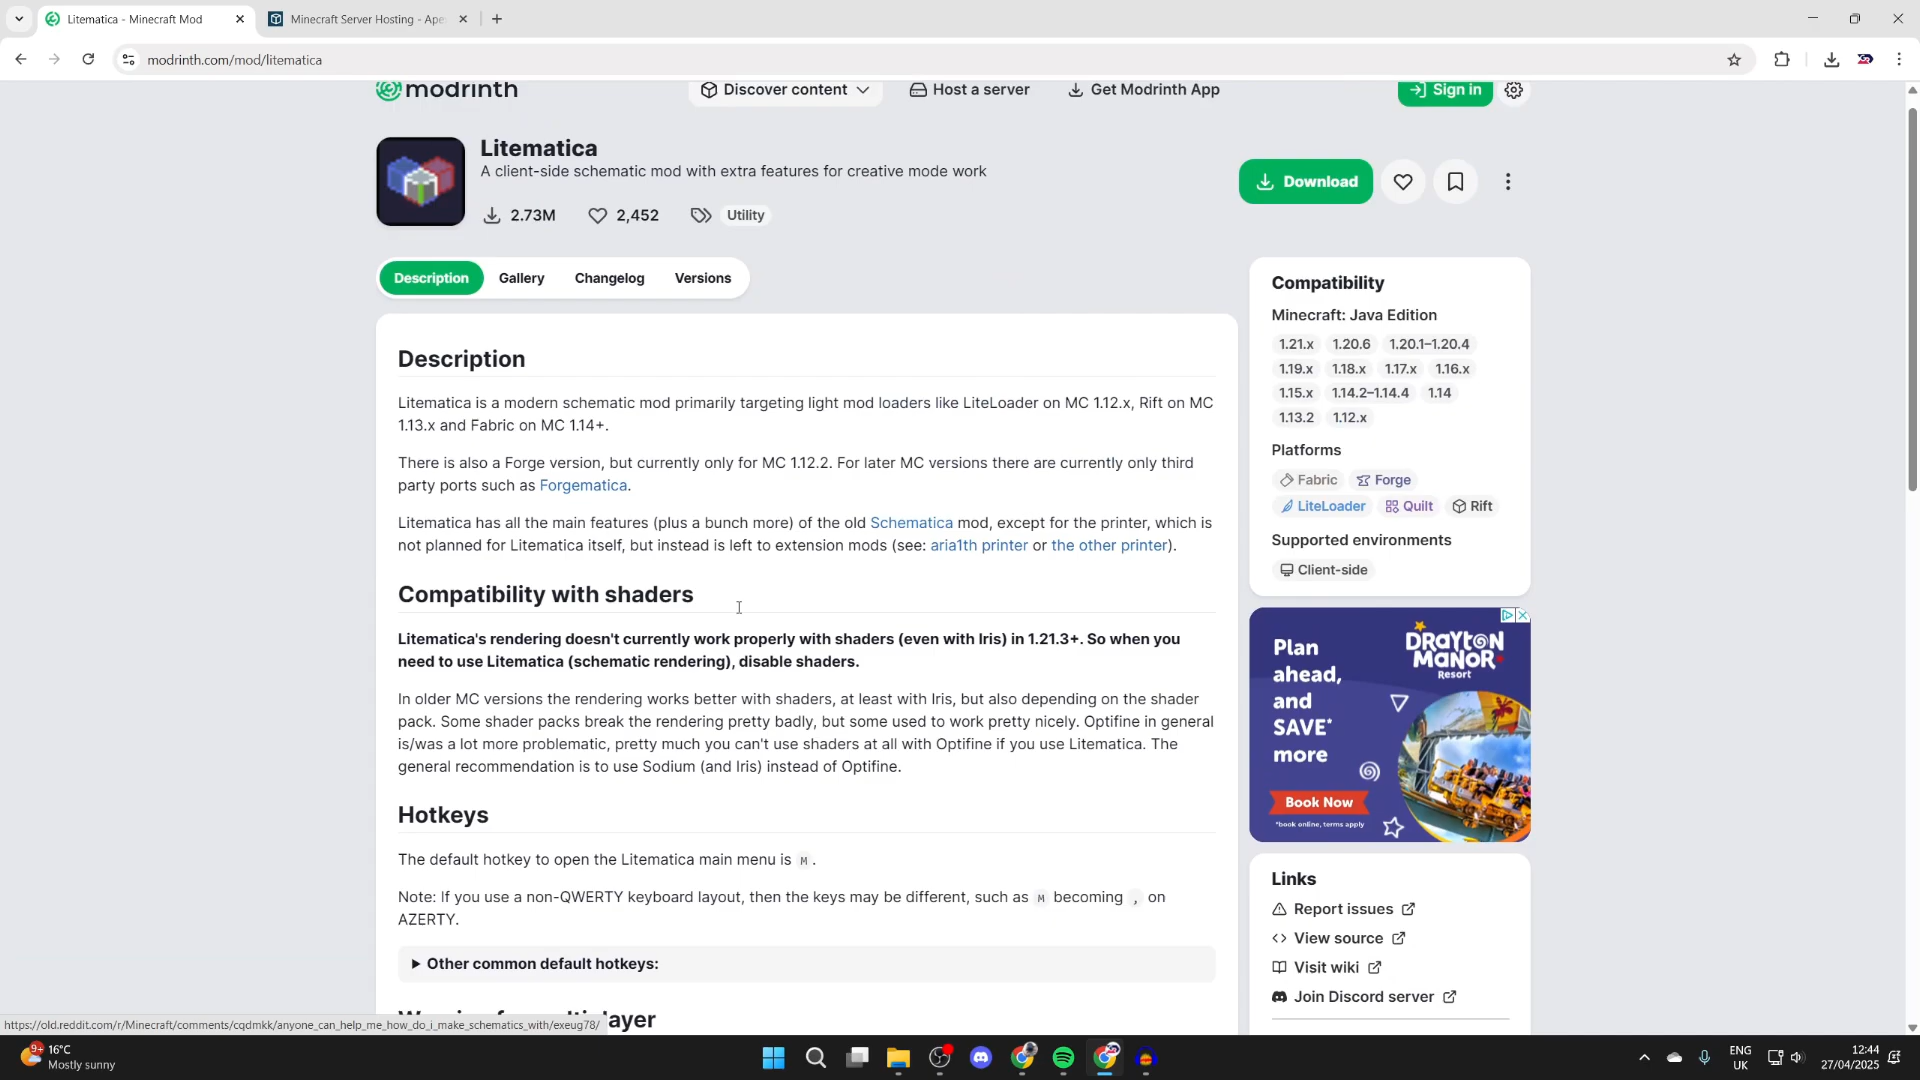 Litematica - Minecraft Mod
Minecraft Server Hosting - Ape
modrinth.com/mod/litematica
modrinth
Discover content
Host a server
Get Modrinth App
Sign in
Litematica
A client-side schematic mod with extra features for creative mode work
2.73M
2,452
Utility
Download
Description
Gallery
Changelog
Versions
Description
Litematica is a modern schematic mod primarily targeting light mod loaders like LiteLoader on MC 1.12.x, Rift on MC
1.13.x and Fabric on MC 1.14+.
There is also a Forge version, but currently only for MC 1.12.2. For later MC versions there are currently only third
party ports such as Forgematica.
Litematica has all the main features (plus a bunch more) of the old Schematica mod, except for the printer, which is
not planned for Litematica itself, but instead is left to extension mods (see: aria1th printer or the other printer).
Compatibility with shaders
Litematica's rendering doesn't currently work properly with shaders (even with Iris) in 1.21.3+. So when you
need to use Litematica (schematic rendering), disable shaders.
In older MC versions the rendering works better with shaders, at least with Iris, but also depending on the shader
pack. Some shader packs break the rendering pretty badly, but some used to work pretty nicely. Optifine in general
is/was a lot more problematic, pretty much you can't use shaders at all with Optifine if you use Litematica. The
general recommendation is to use Sodium (and Iris) instead of Optifine.
Hotkeys
The default hotkey to open the Litematica main menu is M.
Note: If you use a non-QWERTY keyboard layout, then the keys may be different, such as M becoming , on
AZERTY.
Other common default hotkeys:
Compatibility
Minecraft: Java Edition
1.21.x 1.20.6 1.20.1–1.20.4
1.19.x 1.18.x 1.17.x 1.16.x
1.15.x 1.14.2–1.14.4 1.14
1.13.2 1.12.x
Platforms
Fabric Forge
LiteLoader Quilt Rift
Supported environments
Client-side
Plan
ahead,
and
SAVE*
more
DRAYTON
MANOR
Resort
Book Now
*book online, terms apply
Links
Report issues
View source
Visit wiki
Join Discord server
https://old.reddit.com/r/Minecraft/comments/cqdmkk/anyone_can_help_me_how_do_i_make_schematics_with/exeug78/
9+
16°C
Mostly sunny
ENG
UK
12:44
27/04/2025